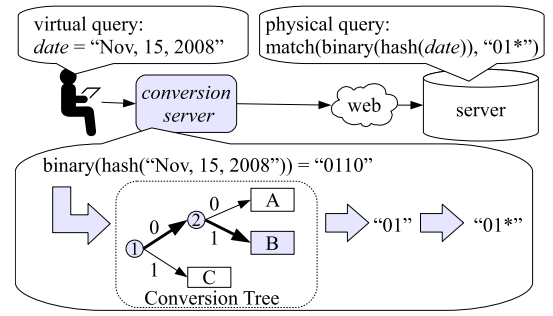 virtual query:
date = “Nov, 15, 2008”
physical query:
match(binary(hash(date)), “01*”)
conversion
server
web
server
binary(hash(“Nov, 15, 2008”)) = “0110”
0
A
0
2
1
B
1
1
C
“01”
“01*”
Conversion Tree